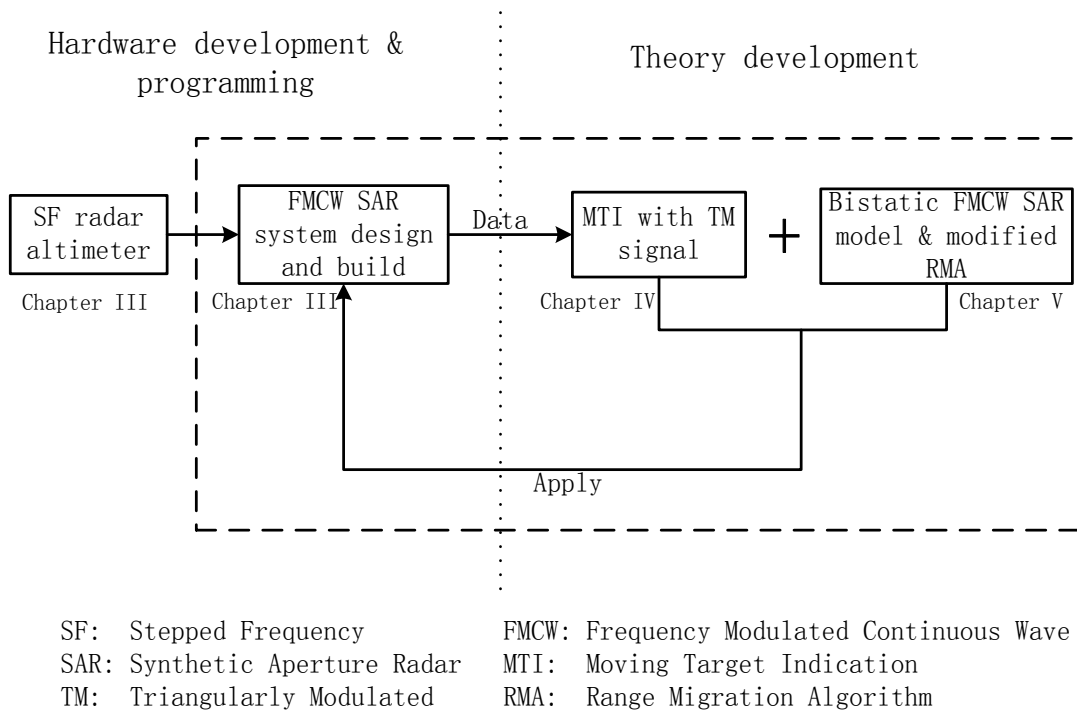 Hardware development &
programming
Theory development
SF radar
altimeter
Chapter III
FMCW SAR
system design
and build
Chapter III
Data
MTI with TM
signal
Chapter IV
+
Bistatic FMCW SAR
model & modified
RMA
Chapter V
Apply
SF: Stepped Frequency
SAR: Synthetic Aperture Radar
TM: Triangularly Modulated
FMCW: Frequency Modulated Continuous Wave
MTI: Moving Target Indication
RMA: Range Migration Algorithm